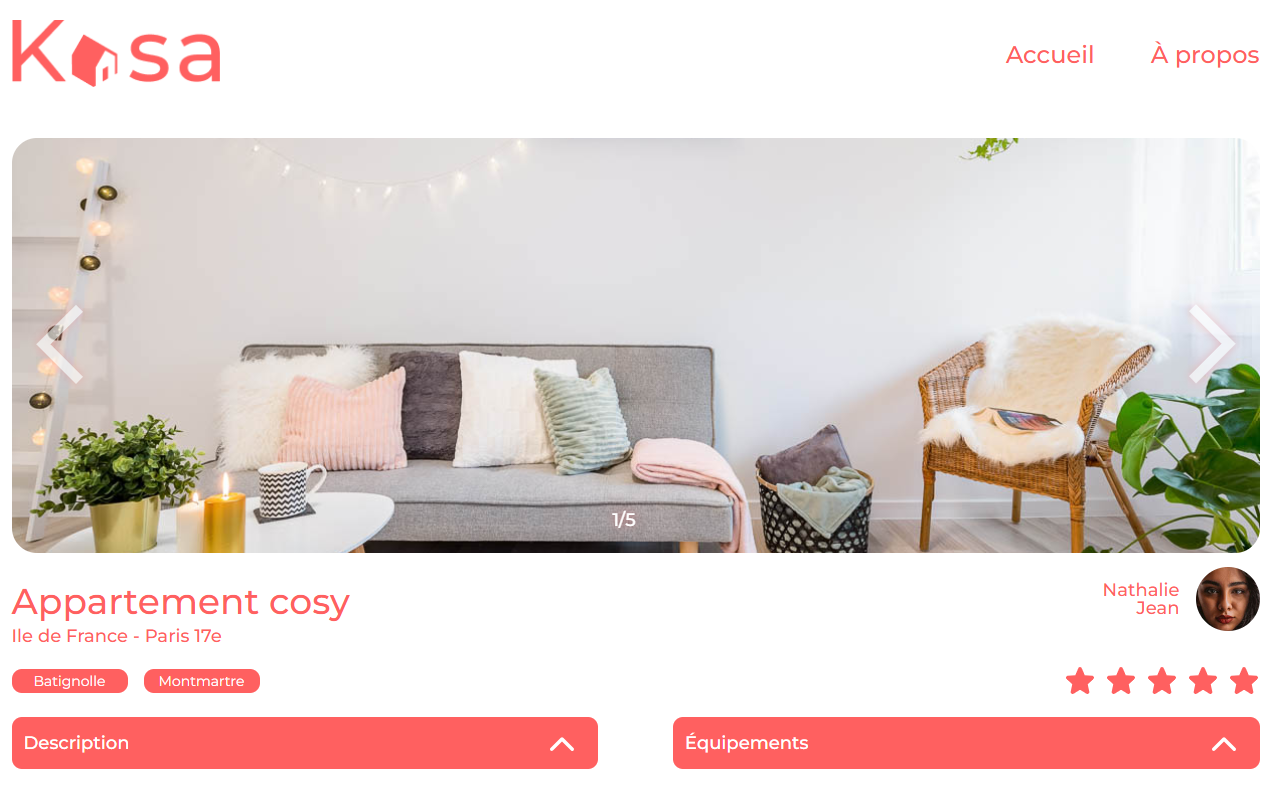 Kasa
Accueil
À propos
1/5
Appartement cosy
Ile de France - Paris 17e
Nathalie
Jean
Batignolle
Montmartre
Description
Équipements